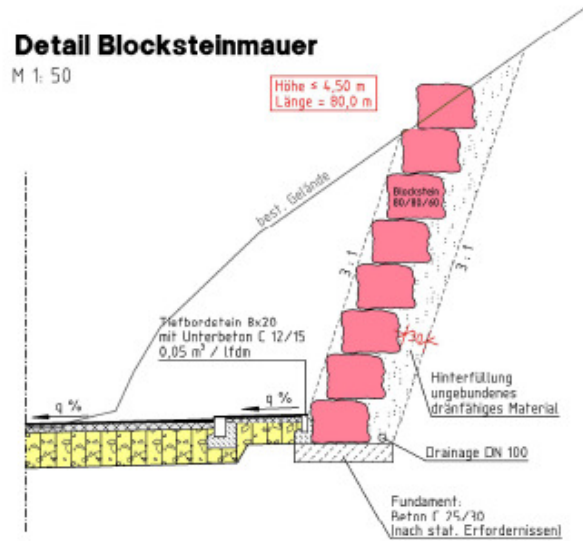 Detail Blocksteinmauer
M 1: 50
Höhe ≤ 4,50 m
Länge = 80,0 m
best. Gelände
Blockstein
80/80/60
3 : 1
3 : 1
Tiefbordstein 8x20
mit Unterbeton C 12/15
0,05 m³ / lfdm
30
q %
q %
Hinterfüllung
ungebundenes
dränfähiges Material
Drainage DN 100
Fundament:
Beton C 25/30
(nach stat. Erfordernissen)